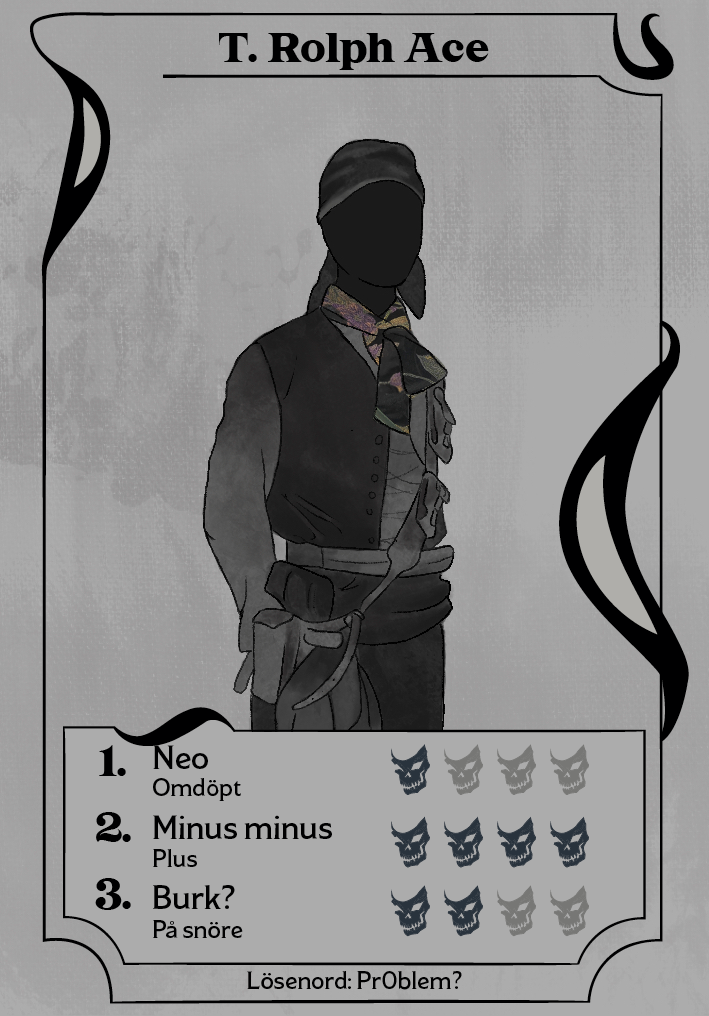 T. Rolph Ace
1. Neo
Omdöpt
2. Minus minus
Plus
3. Burk?
På snöre
Lösenord: Pr0blem?